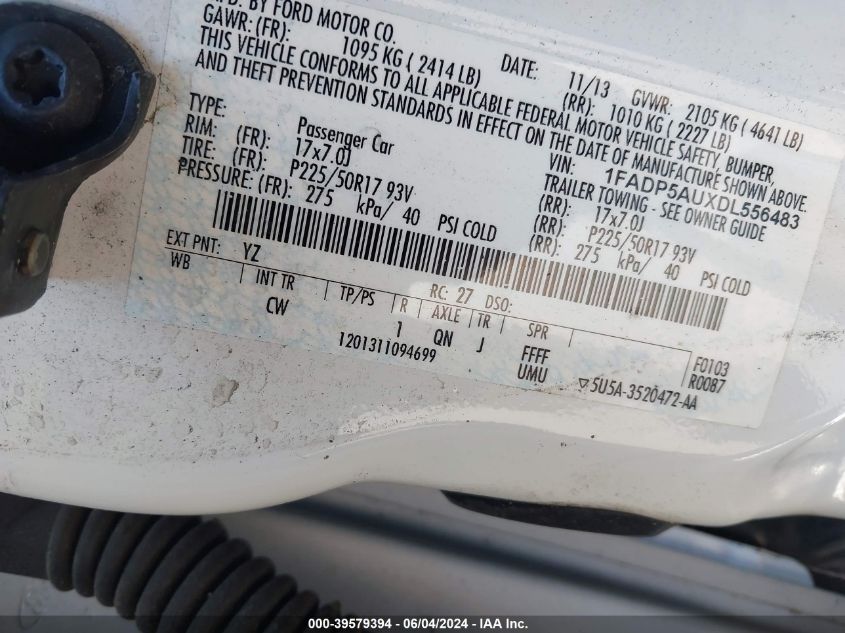 MFD. BY FORD MOTOR CO.
DATE: 11/13 GVWR: 2105 KG ( 4641 LB)
GAWR: (FR): 1095 KG ( 2414 LB) (RR): 1010 KG ( 2227 LB)
THIS VEHICLE CONFORMS TO ALL APPLICABLE FEDERAL MOTOR VEHICLE SAFETY, BUMPER,
AND THEFT PREVENTION STANDARDS IN EFFECT ON THE DATE OF MANUFACTURE SHOWN ABOVE.
VIN: 1FADP5AUXDL556483
TYPE: Passenger Car TRAILER TOWING - SEE OWNER GUIDE
RIM: (FR): 17x7.0J (RR): 17x7.0J
TIRE: (FR): P225/50R17 93V (RR): P225/50R17 93V
PRESSURE: (FR): 275 kPa/ 40 PSI COLD (RR): 275 kPa/ 40 PSI COLD
EXT PNT: YZ RC: 27 DSO:
WB INT TR TP/PS R AXLE TR SPR
CW 1 QN J FFFF
UMU
F0103
R0087
1201311094699
▽5U5A-3520472-AA
000-39579394 - 06/04/2024 - IAA Inc.